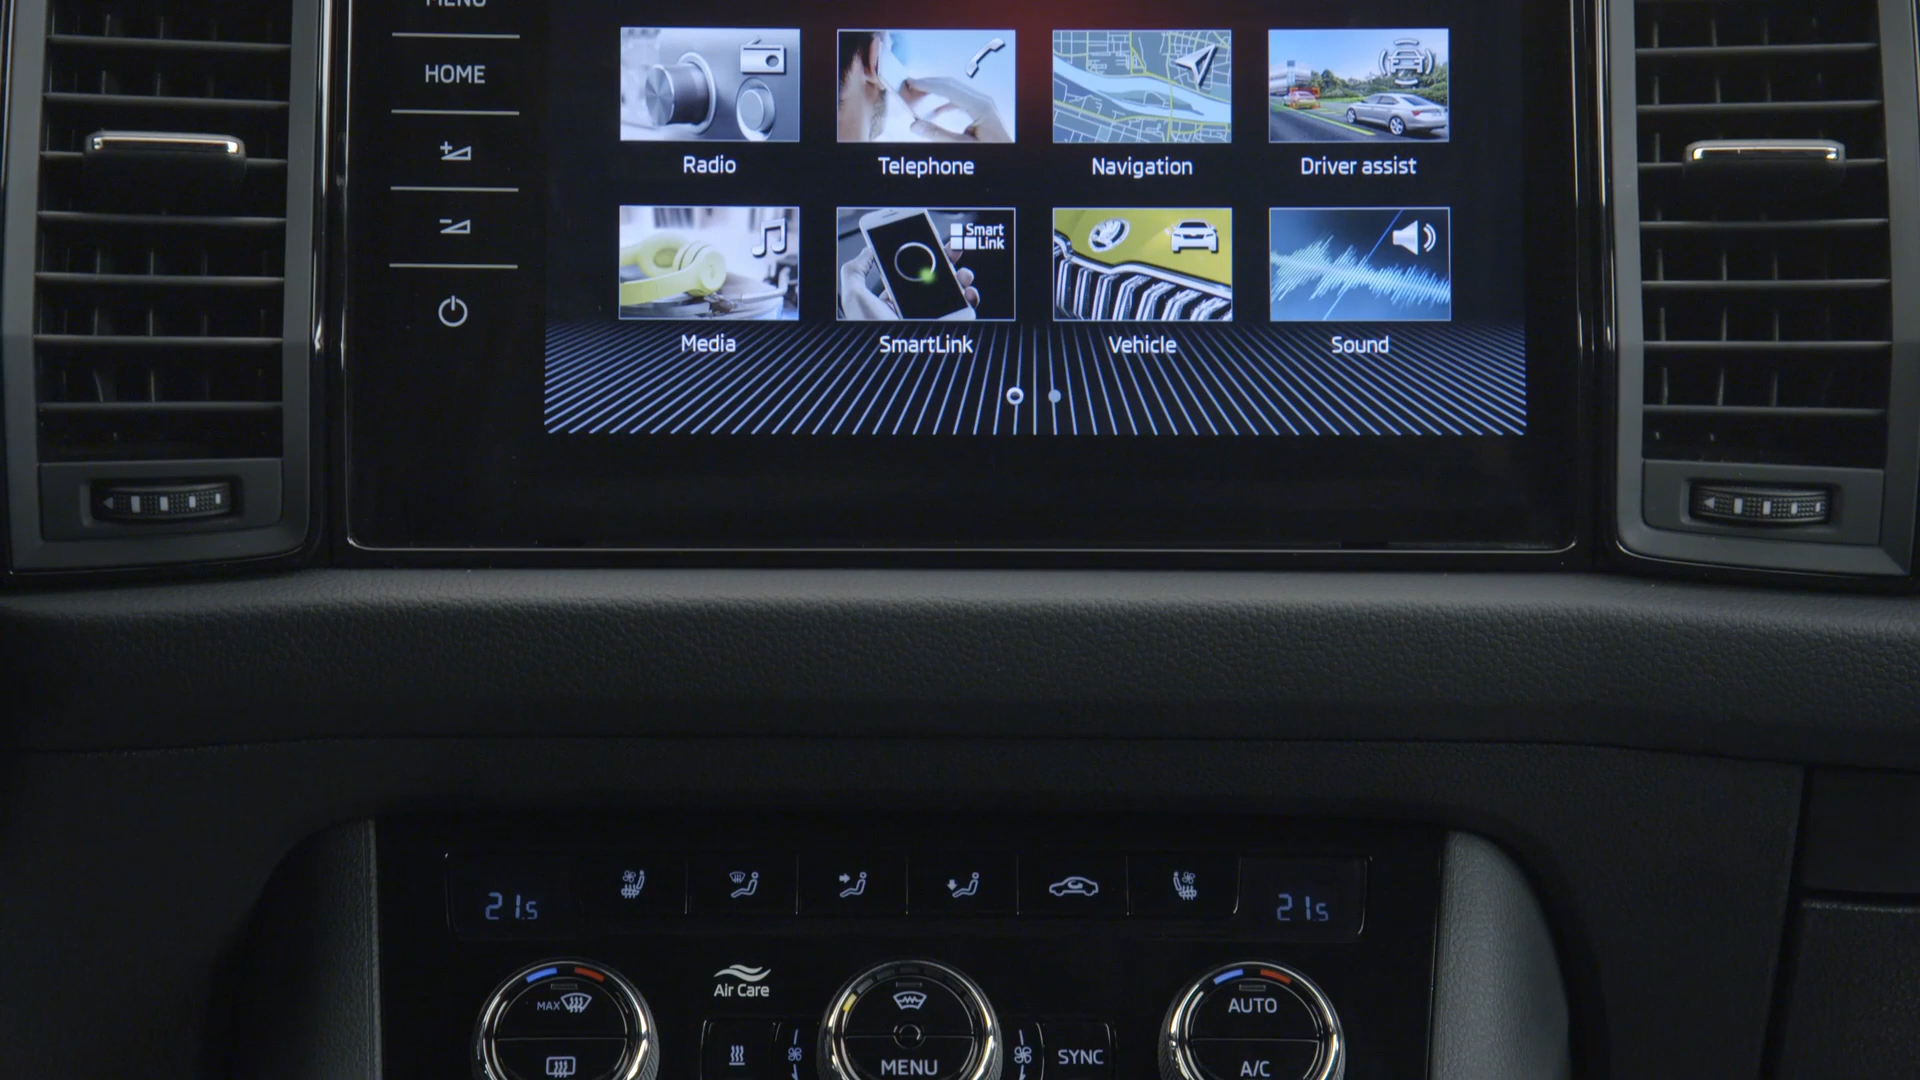 MENU
HOME
Radio
Telephone
Navigation
Driver assist
Smart
Link
Media
SmartLink
Vehicle
Sound
21.5
21.5
Air Care
MAX
AUTO
MENU
SYNC
A/C